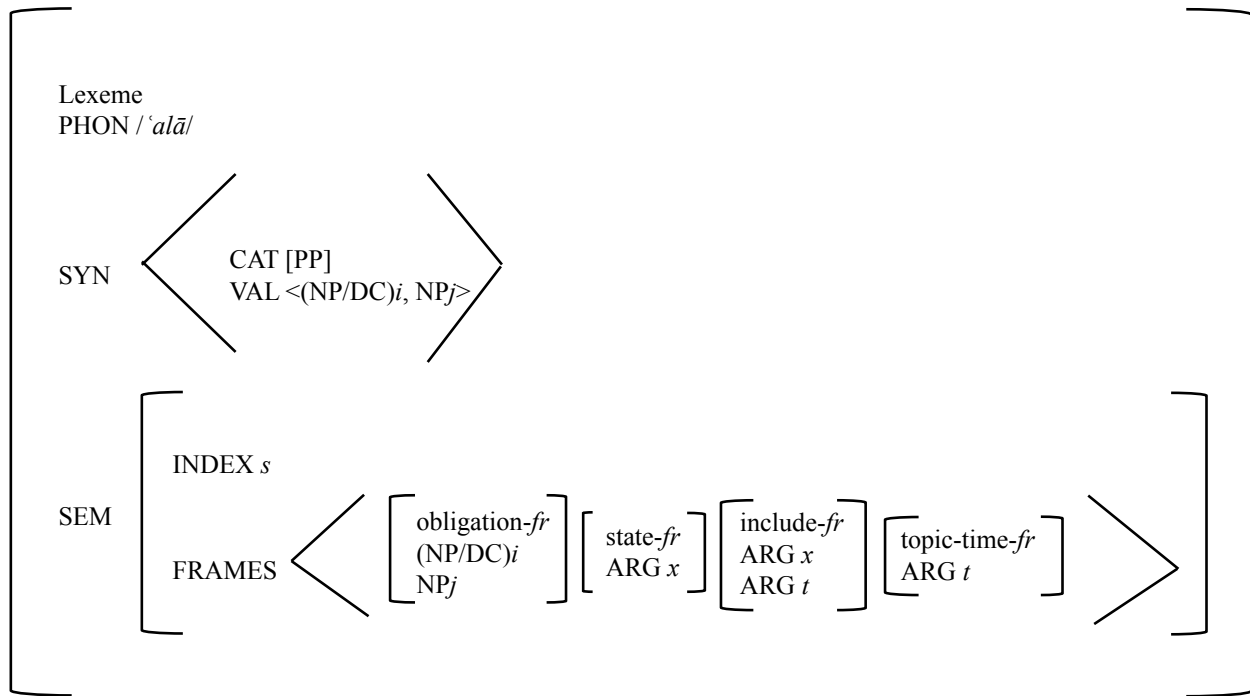 Lexeme
PHON / ʿalā/
SYN
CAT [PP]
VAL <(NP/DC)i, NPj>
SEM
INDEX s
FRAMES
obligation-fr
(NP/DC)i
NPj
state-fr
ARG x
include-fr
ARG x
ARG t
topic-time-fr
ARG t